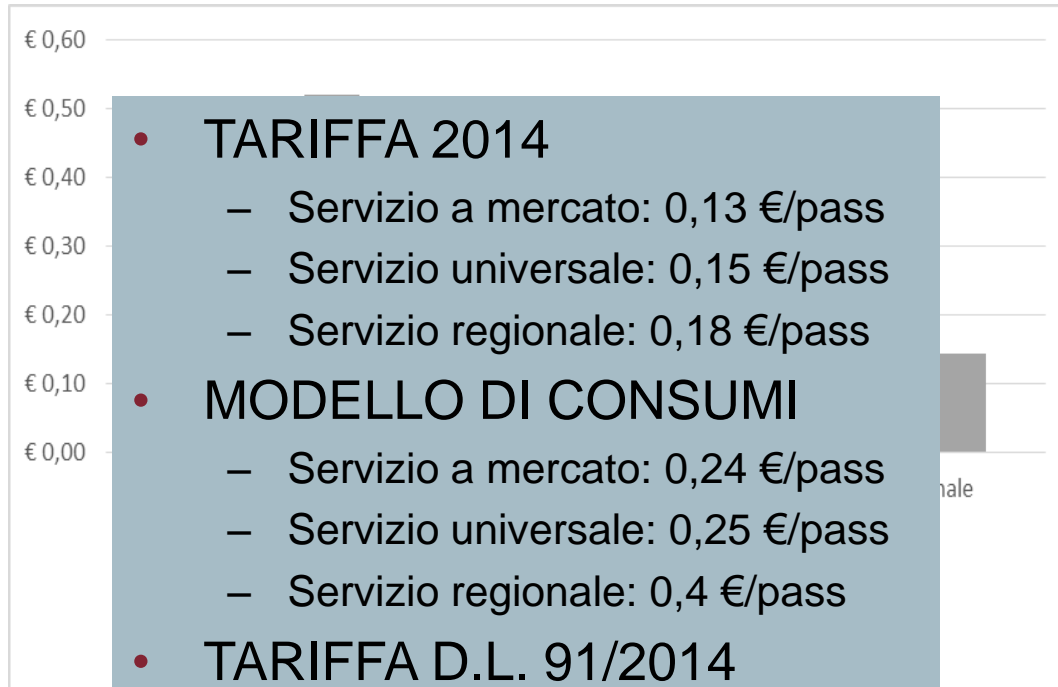 € 0,60
€ 0,50
€ 0,40
€ 0,30
€ 0,20
€ 0,10
€ 0,00
• TARIFFA 2014
– Servizio a mercato: 0,13 €/pass
– Servizio universale: 0,15 €/pass
– Servizio regionale: 0,18 €/pass
• MODELLO DI CONSUMI
– Servizio a mercato: 0,24 €/pass
– Servizio universale: 0,25 €/pass
– Servizio regionale: 0,4 €/pass
• TARIFFA D.L. 91/2014